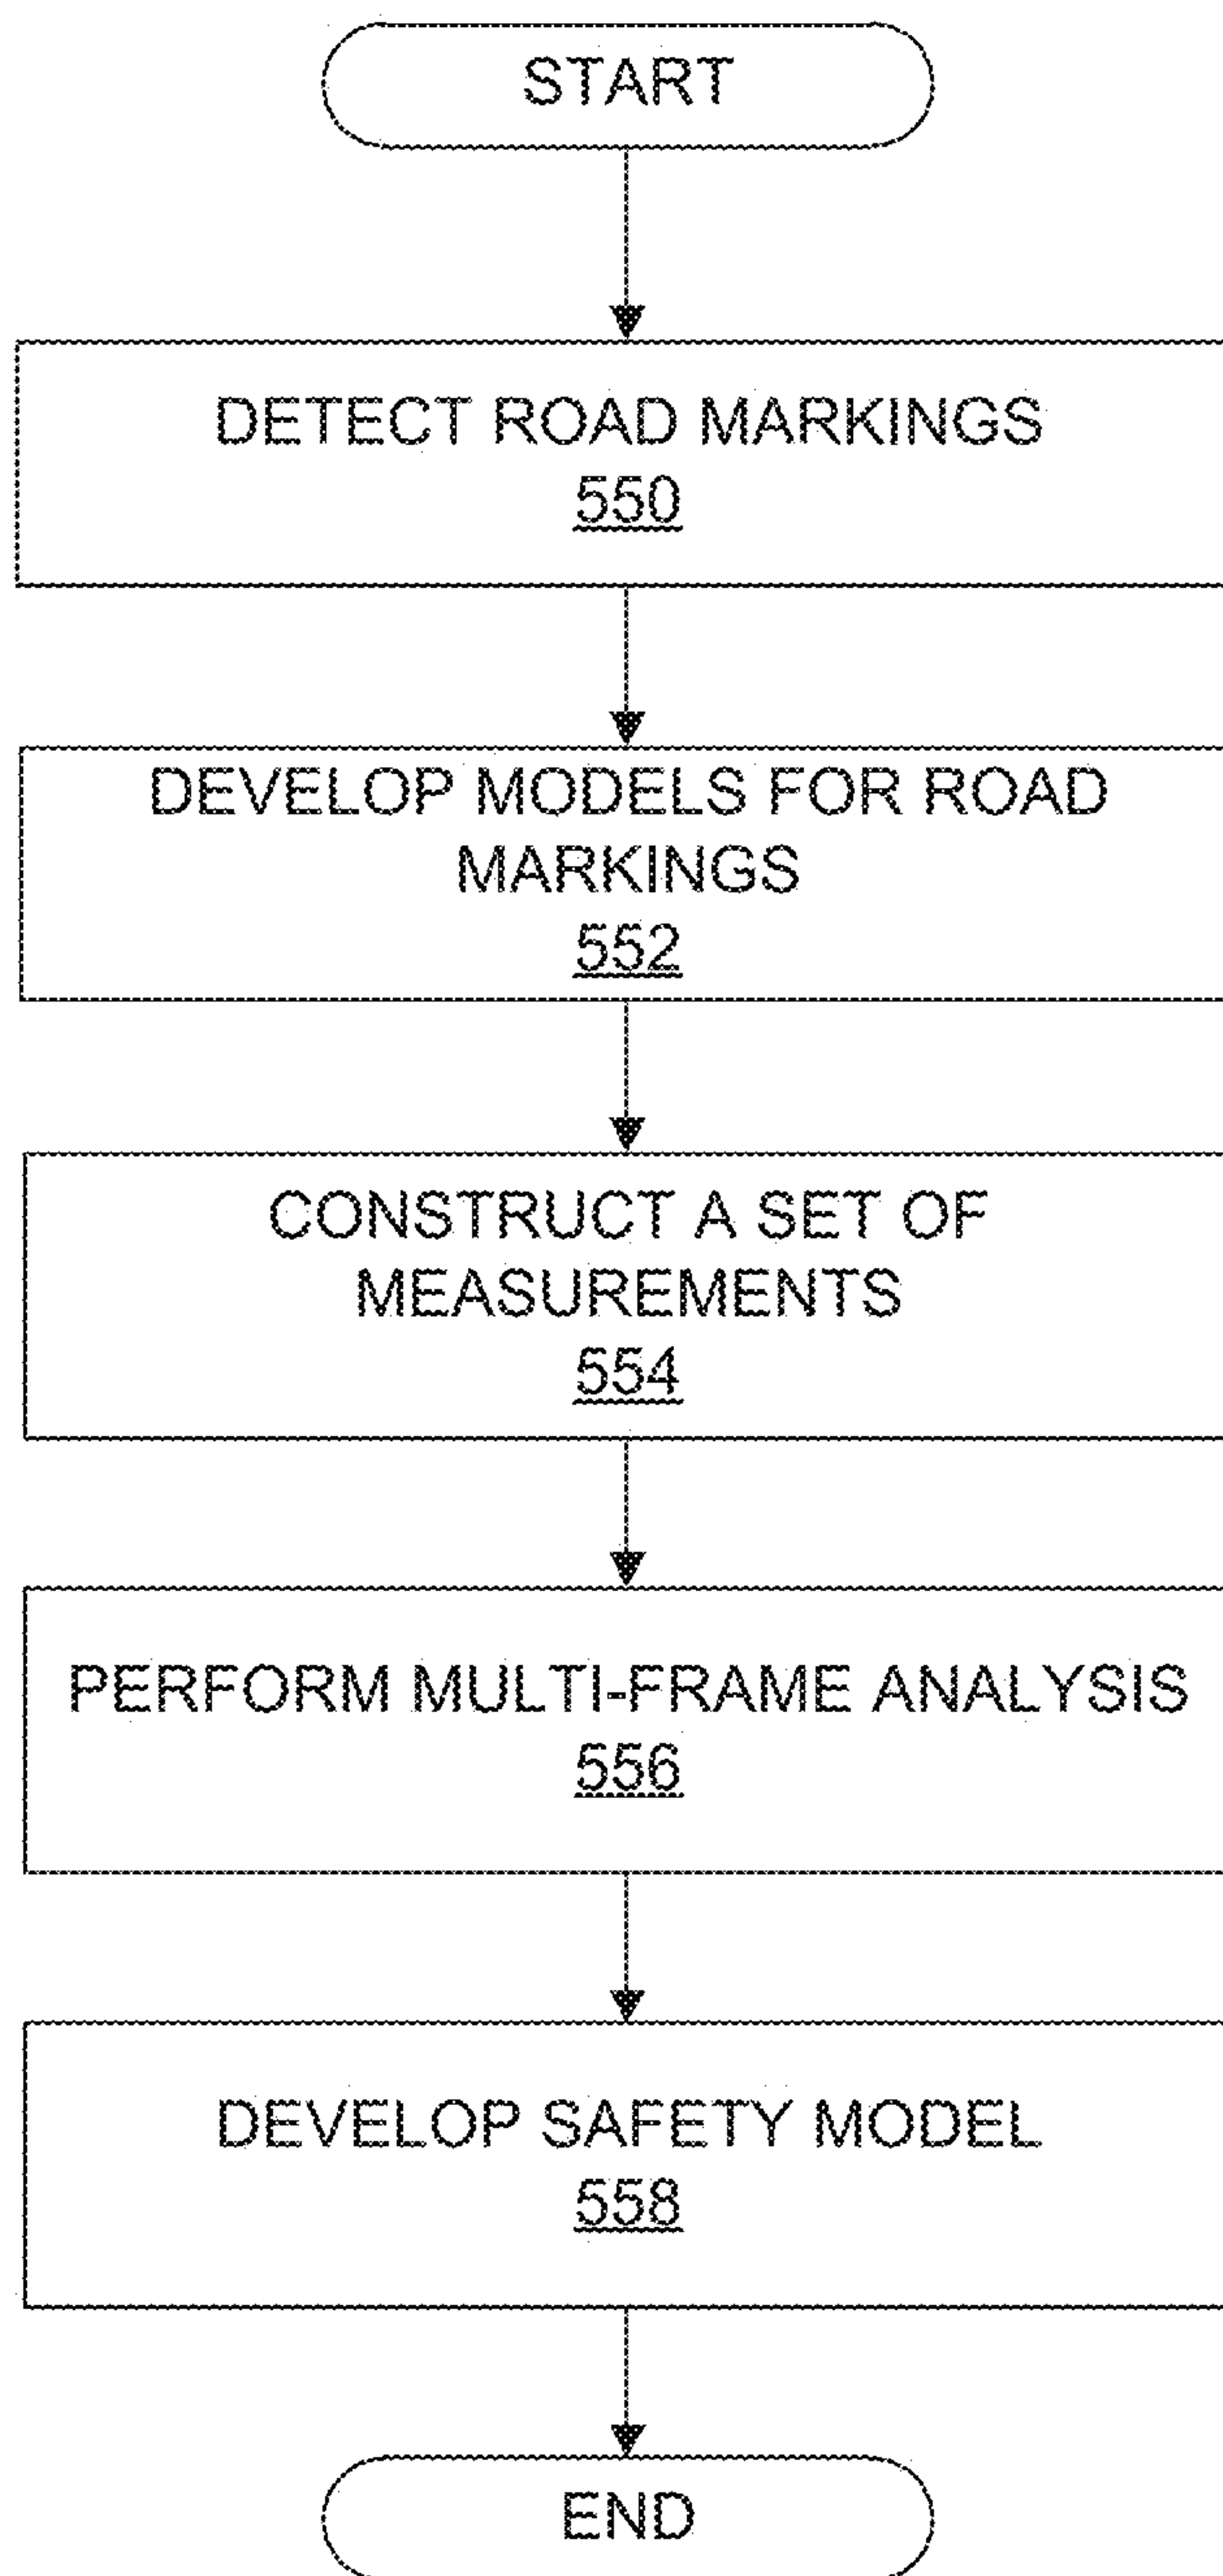 START
DETECT ROAD MARKINGS
550
DEVELOP MODELS FOR ROAD
MARKINGS
552
CONSTRUCT A SET OF
MEASUREMENTS
554
PERFORM MULTI-FRAME ANALYSIS
556
DEVELOP SAFETY MODEL
558
END